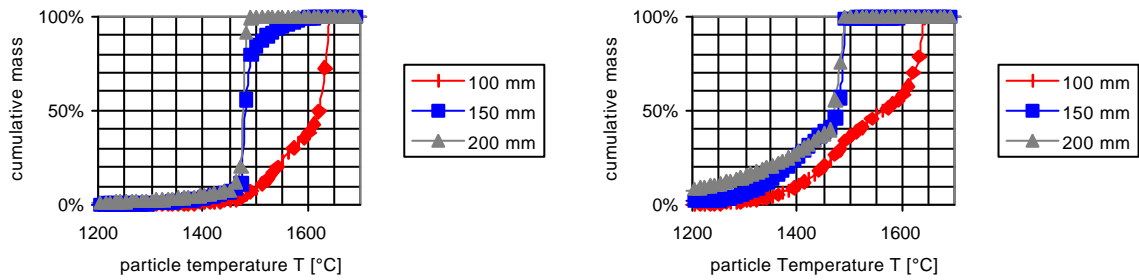 100%
50%
0%
cumulative mass
1200
1400
1600
particle temperature T [°C]
100 mm
150 mm
200 mm
100%
50%
0%
cumulative mass
1200
1400
1600
particle Temperature T [°C]
100 mm
150 mm
200 mm